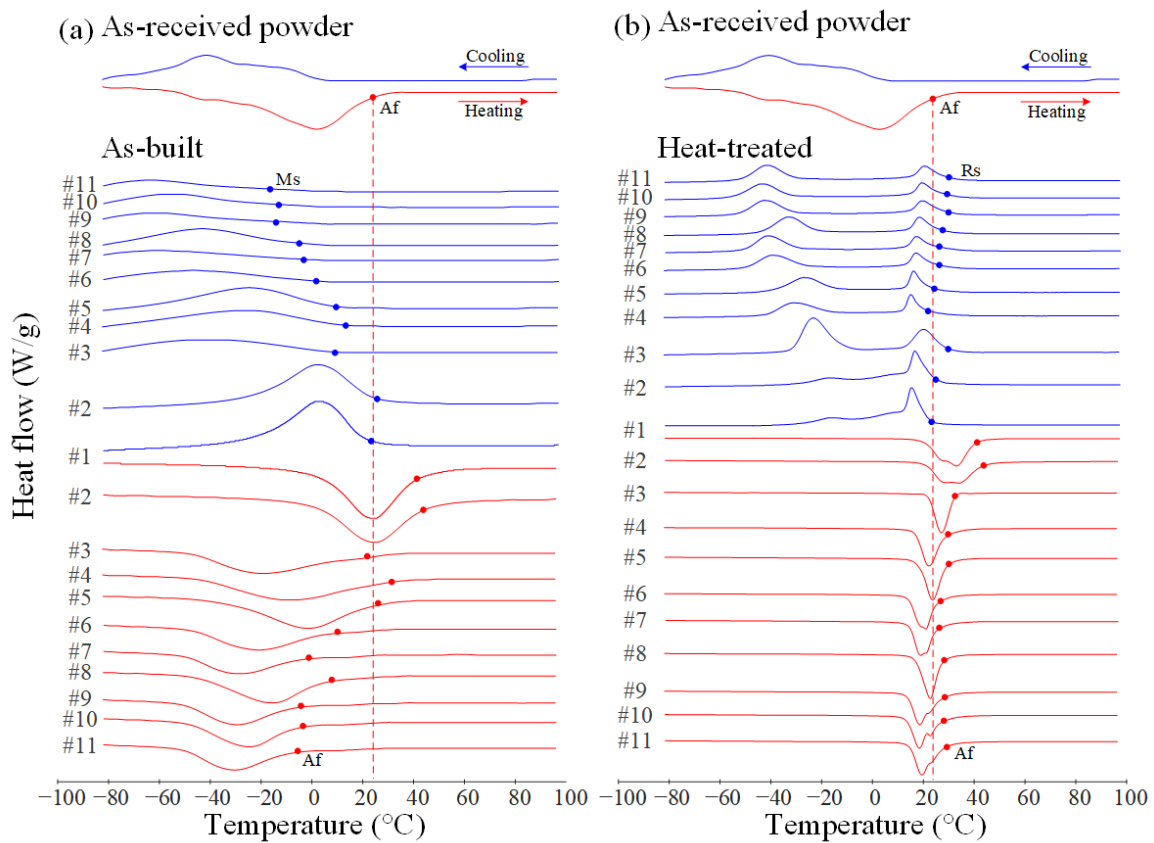 (a) As-received powder
Cooling
Af
Heating
As-built
#11
Ms
#10
#9
#8
#7
#6
#5
#4
#3
#2
#1
#2
#3
#4
#5
#6
#7
#8
#9
#10
#11
Af
−100 −80 −60 −40 −20 0 20 40 60 80 100
Temperature (°C)
Heat flow (W/g)
(b) As-received powder
Cooling
Af
Heating
Heat-treated
#11
Rs
#10
#9
#8
#7
#6
#5
#4
#3
#2
#1
#2
#3
#4
#5
#6
#7
#8
#9
#10
#11
Af
−100 −80 −60 −40 −20 0 20 40 60 80 100
Temperature (°C)